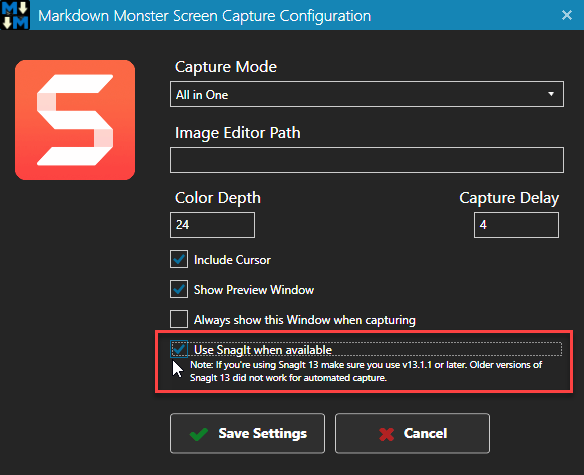 Markdown Monster Screen Capture Configuration
Capture Mode
All in One
Image Editor Path
Color Depth
Capture Delay
24
4
Include Cursor
Show Preview Window
Always show this Window when capturing
Use SnagIt when available
Note: If you're using SnagIt 13 make sure you use v13.1.1 or later. Older versions of
SnagIt 13 did not work for automated capture.
Save Settings
Cancel